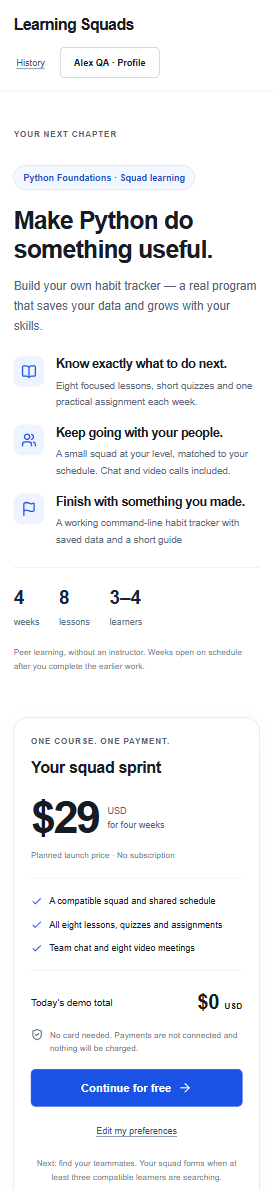 Learning Squads
History
Alex QA · Profile
YOUR NEXT CHAPTER
Python Foundations · Squad learning
Make Python do
something useful.
Build your own habit tracker — a real program
that saves your data and grows with your
skills.
Know exactly what to do next.
Eight focused lessons, short quizzes and one
practical assignment each week.
Keep going with your people.
A small squad at your level, matched to your
schedule. Chat and video calls included.
Finish with something you made.
A working command-line habit tracker with
saved data and a short guide
4 8 3–4
weeks lessons learners
Peer learning, without an instructor. Weeks open on schedule
after you complete the earlier work.
ONE COURSE. ONE PAYMENT.
Your squad sprint
$29 USD
for four weeks
Planned launch price · No subscription
A compatible squad and shared schedule
All eight lessons, quizzes and assignments
Team chat and eight video meetings
Today's demo total $0 USD
No card needed. Payments are not connected and
nothing will be charged.
Continue for free →
Edit my preferences
Next: find your teammates. Your squad forms when at
least three compatible learners are searching.